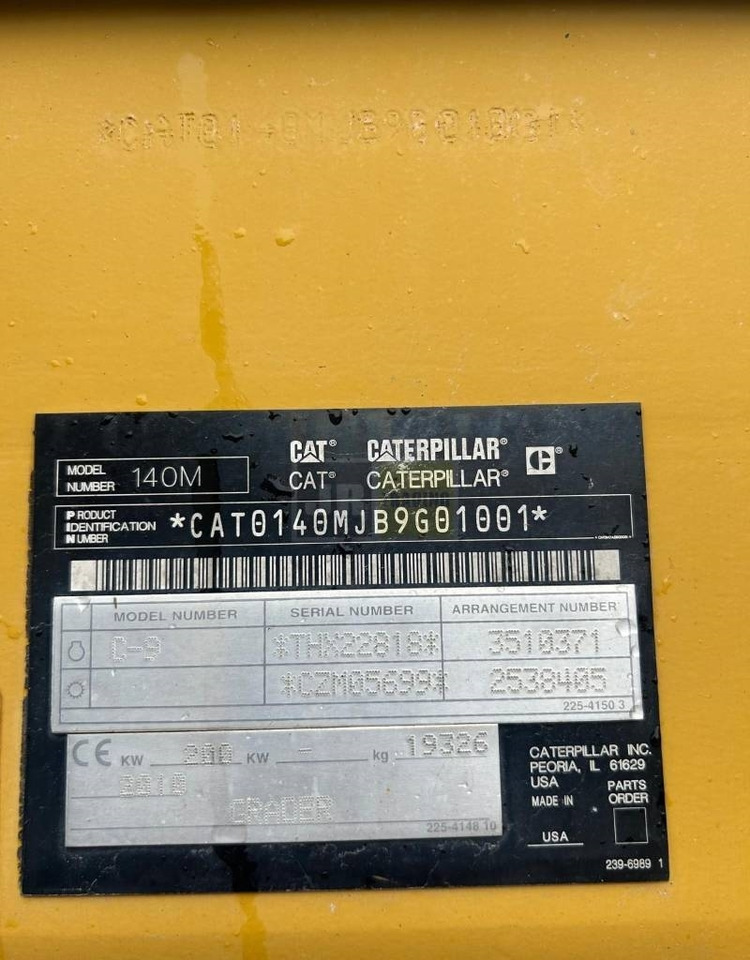 MODEL NUMBER 140M
CAT® CATERPILLAR®
CAT® CATERPILLAR®
PRODUCT IDENTIFICATION NUMBER *CAT0140MJB9G01001*
MODEL NUMBER SERIAL NUMBER ARRANGEMENT NUMBER
C-9 *THX22818* 3510371
*CZM05699* 2538405
225-4150 3
CE KW 200 KW – kg 19326
2010
GRADER
225-4148 10
CATERPILLAR INC.
PEORIA, IL 61629
USA
MADE IN
USA
PARTS
ORDER
239-6989 1